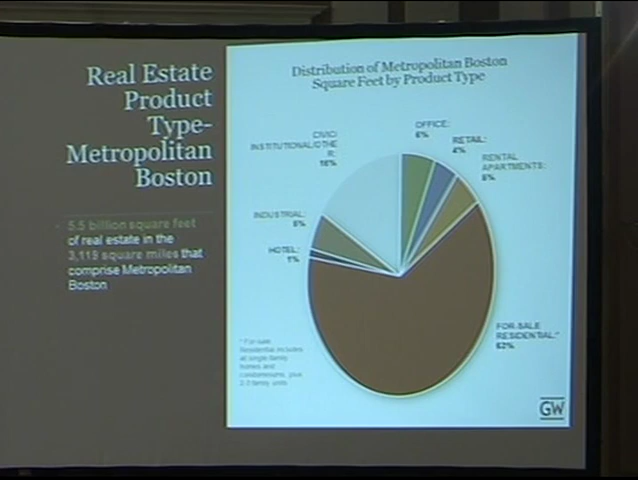 Real Estate
Product
Type-
Metropolitan
Boston
5.5 billion square feet
of real estate in the
3,119 square miles that
comprise Metropolitan
Boston
Distribution of Metropolitan Boston
Square Feet by Product Type
OFFICE:
6%
RETAIL:
4%
RENTAL
APARTMENTS:
CIVIC/
INSTITUTIONAL/OTHE
R:
16%
INDUSTRIAL:
HOTEL:
1%
FOR-SALE
RESIDENTIAL:*
62%
* For-sale
Residential includes
all single family
homes and
condominiums, plus
2-3 family units
GW